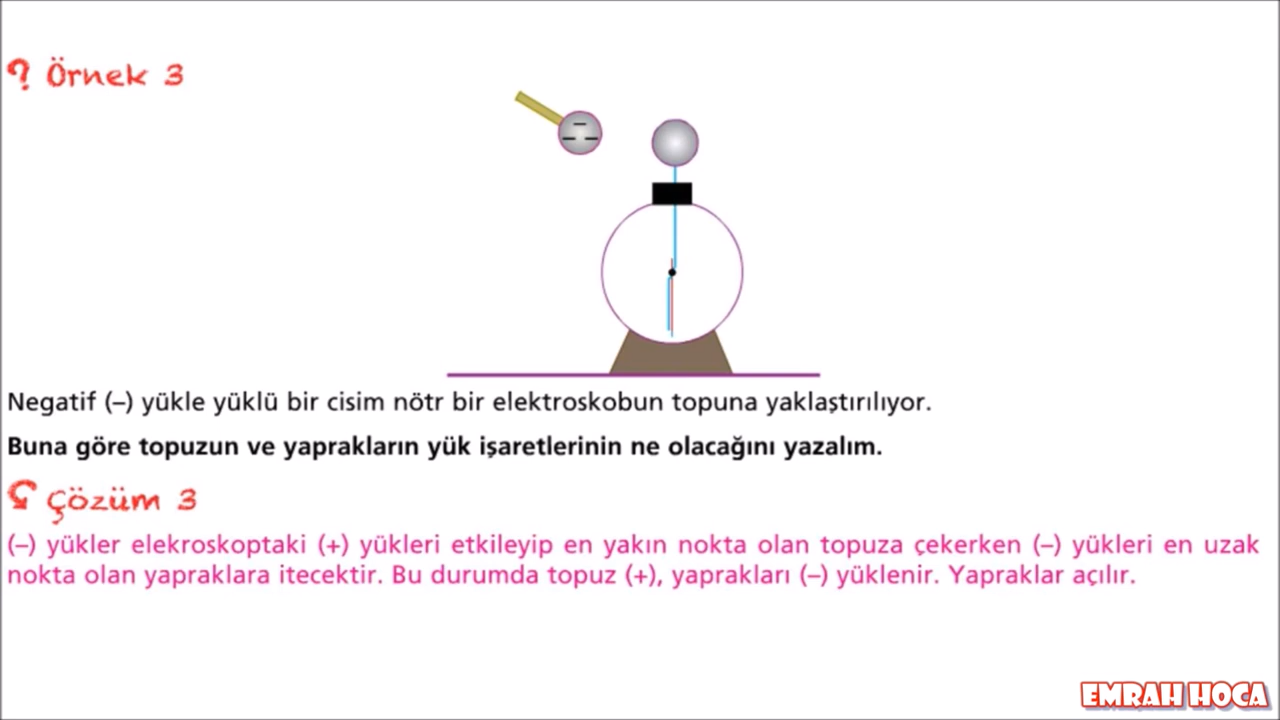 ? Örnek 3
Negatif (–) yükle yüklü bir cisim nötr bir elektroskobun topuna yaklaştırılıyor.
Buna göre topuzun ve yaprakların yük işaretlerinin ne olacağını yazalım.
Çözüm 3
(–) yükler elekroskoptaki (+) yükleri etkileyip en yakın nokta olan topuza çekerken (–) yükleri en uzak
nokta olan yapraklara itecektir. Bu durumda topuz (+), yaprakları (–) yüklenir. Yapraklar açılır.
EMRAH HOCA